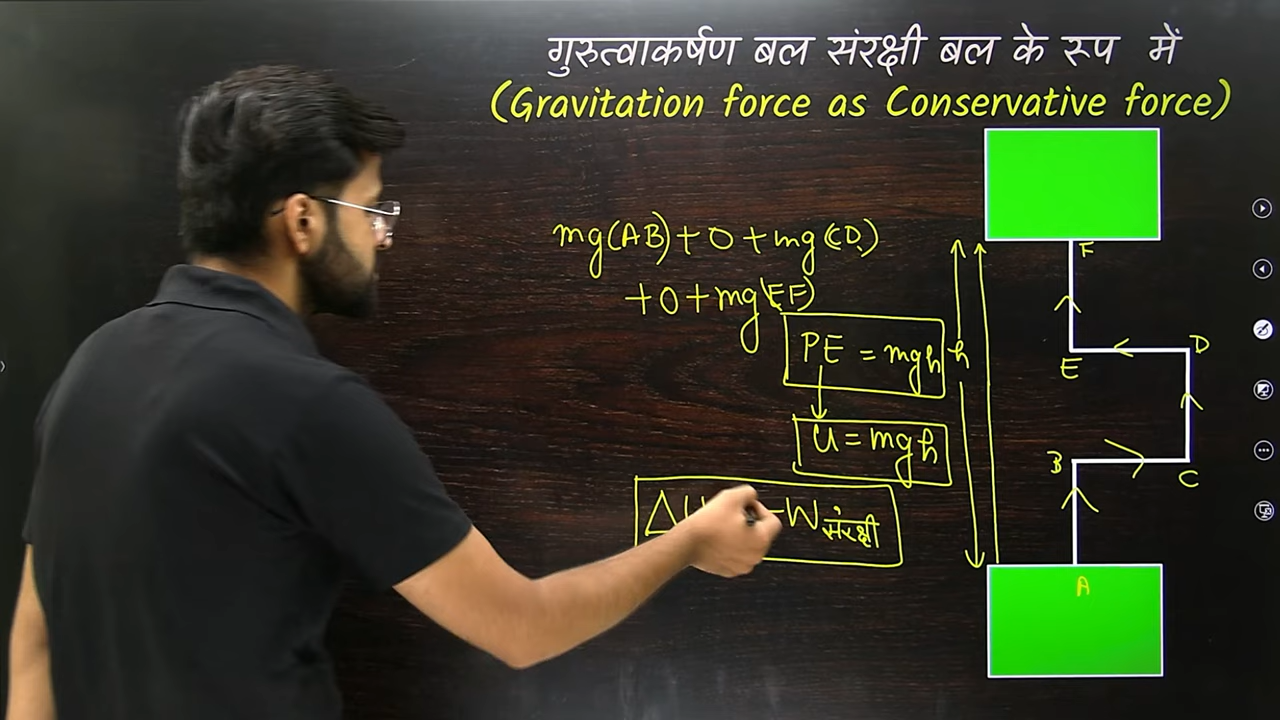 गुरुत्वाकर्षण बल संरक्षी बल के रूप में
(Gravitation force as Conservative force)
mg(AB)+0+mg(CD)
+0+mg(EF)
PE = mgh
h
U = mgh
ΔU -W संरक्षी
F
E
D
B
C
A